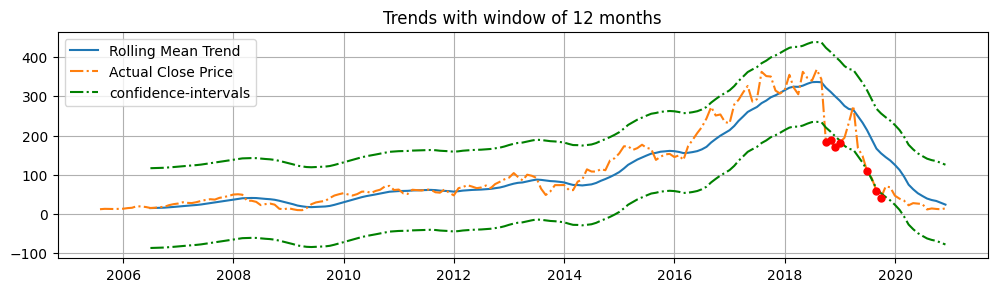 Trends with window of 12 months
Rolling Mean Trend
Actual Close Price
confidence-intervals
400
300
200
100
0
−100
2006 2008 2010 2012 2014 2016 2018 2020